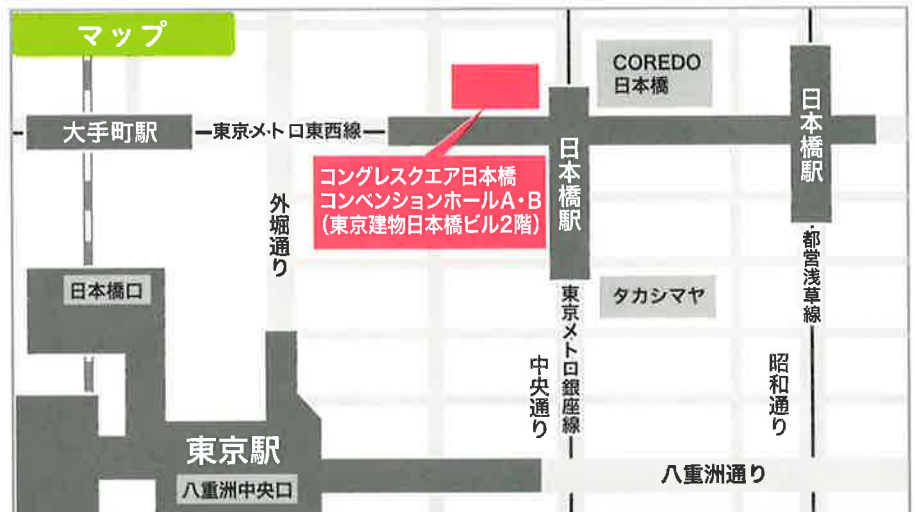 マップ
COREDO
日本橋
大手町駅
東京メトロ東西線
日本橋駅
日本橋駅
コングレスクエア日本橋
コンベンションホールA・B
(東京建物日本橋ビル2階)
外堀通り
都営浅草線
日本橋口
タカシマヤ
東京メトロ銀座線
中央通り
昭和通り
東京駅
八重洲通り
八重洲中央口